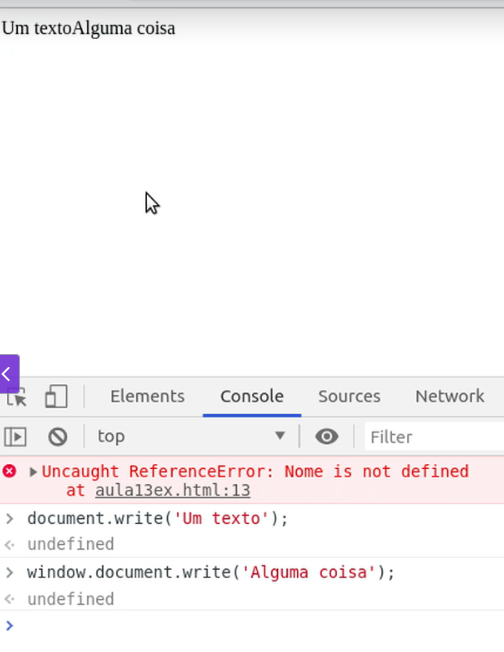 Um textoAlguma coisa
Elements Console Sources Network
top Filter
Uncaught ReferenceError: Nome is not defined
at aula13ex.html:13
document.write('Um texto');
undefined
window.document.write('Alguma coisa');
undefined